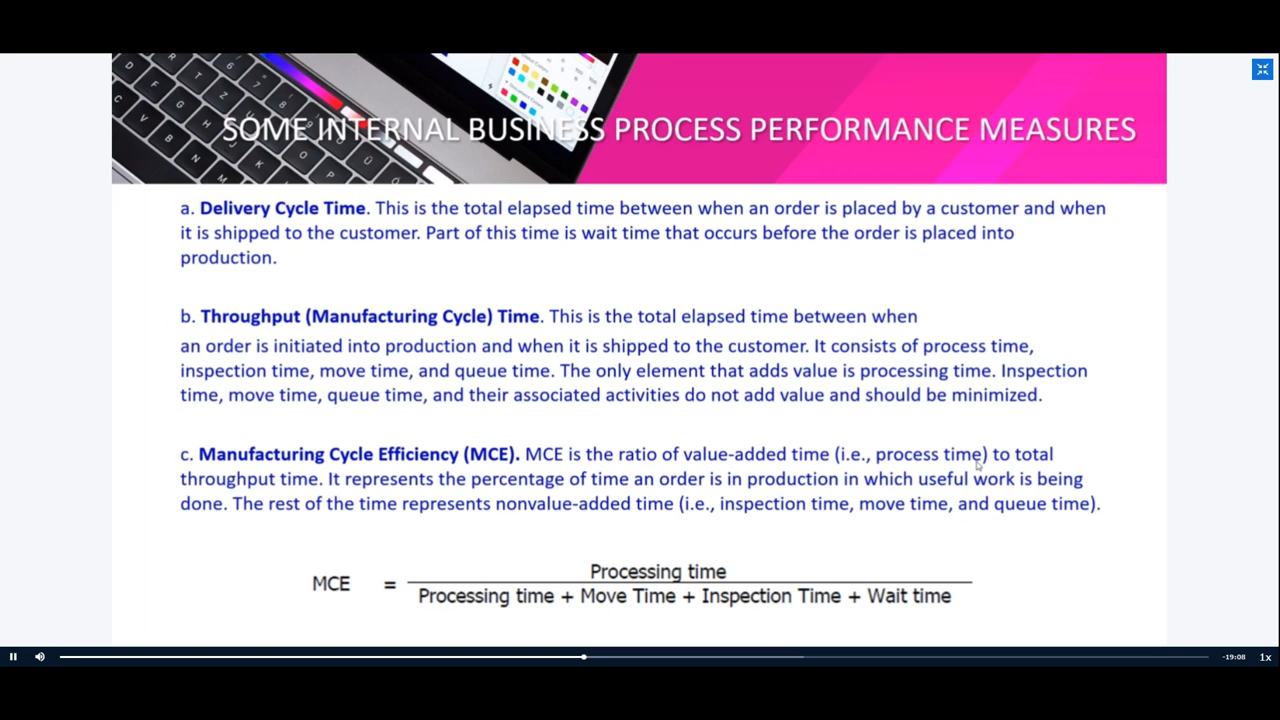 SOME INTERNAL BUSINESS PROCESS PERFORMANCE MEASURES
a. Delivery Cycle Time. This is the total elapsed time between when an order is placed by a customer and when
it is shipped to the customer. Part of this time is wait time that occurs before the order is placed into
production.
b. Throughput (Manufacturing Cycle) Time. This is the total elapsed time between when
an order is initiated into production and when it is shipped to the customer. It consists of process time,
inspection time, move time, and queue time. The only element that adds value is processing time. Inspection
time, move time, queue time, and their associated activities do not add value and should be minimized.
c. Manufacturing Cycle Efficiency (MCE). MCE is the ratio of value-added time (i.e., process time) to total
throughput time. It represents the percentage of time an order is in production in which useful work is being
done. The rest of the time represents nonvalue-added time (i.e., inspection time, move time, and queue time).
Processing time
MCE =
Processing time + Move Time + Inspection Time + Wait time
-19:08 1x